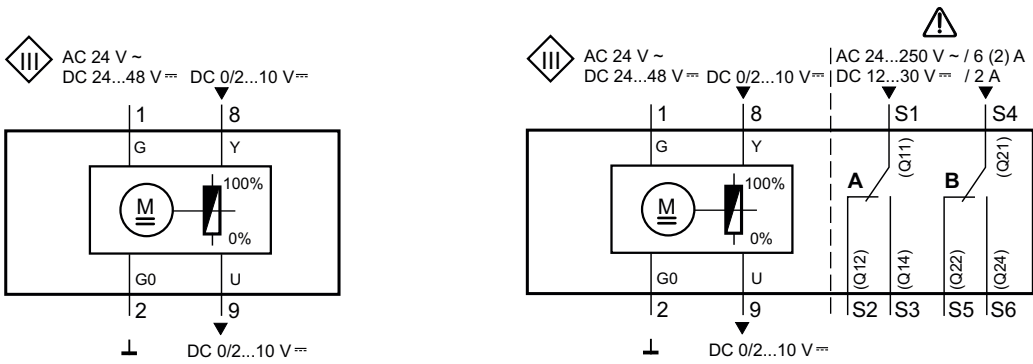 III
AC 24 V ~
DC 24...48 V ⎓ DC 0/2...10 V ⎓
1 8
G Y
M
100%
0%
G0 U
2 9
DC 0/2...10 V ⎓
III
AC 24 V ~
DC 24...48 V ⎓ DC 0/2...10 V ⎓
AC 24...250 V ~ / 6 (2) A
DC 12...30 V ⎓ / 2 A
1 8 S1 S4
G Y (Q11) (Q21)
A B
M
100%
0%
G0 U (Q12) (Q14) (Q22) (Q24)
2 9 S2 S3 S5 S6
DC 0/2...10 V ⎓